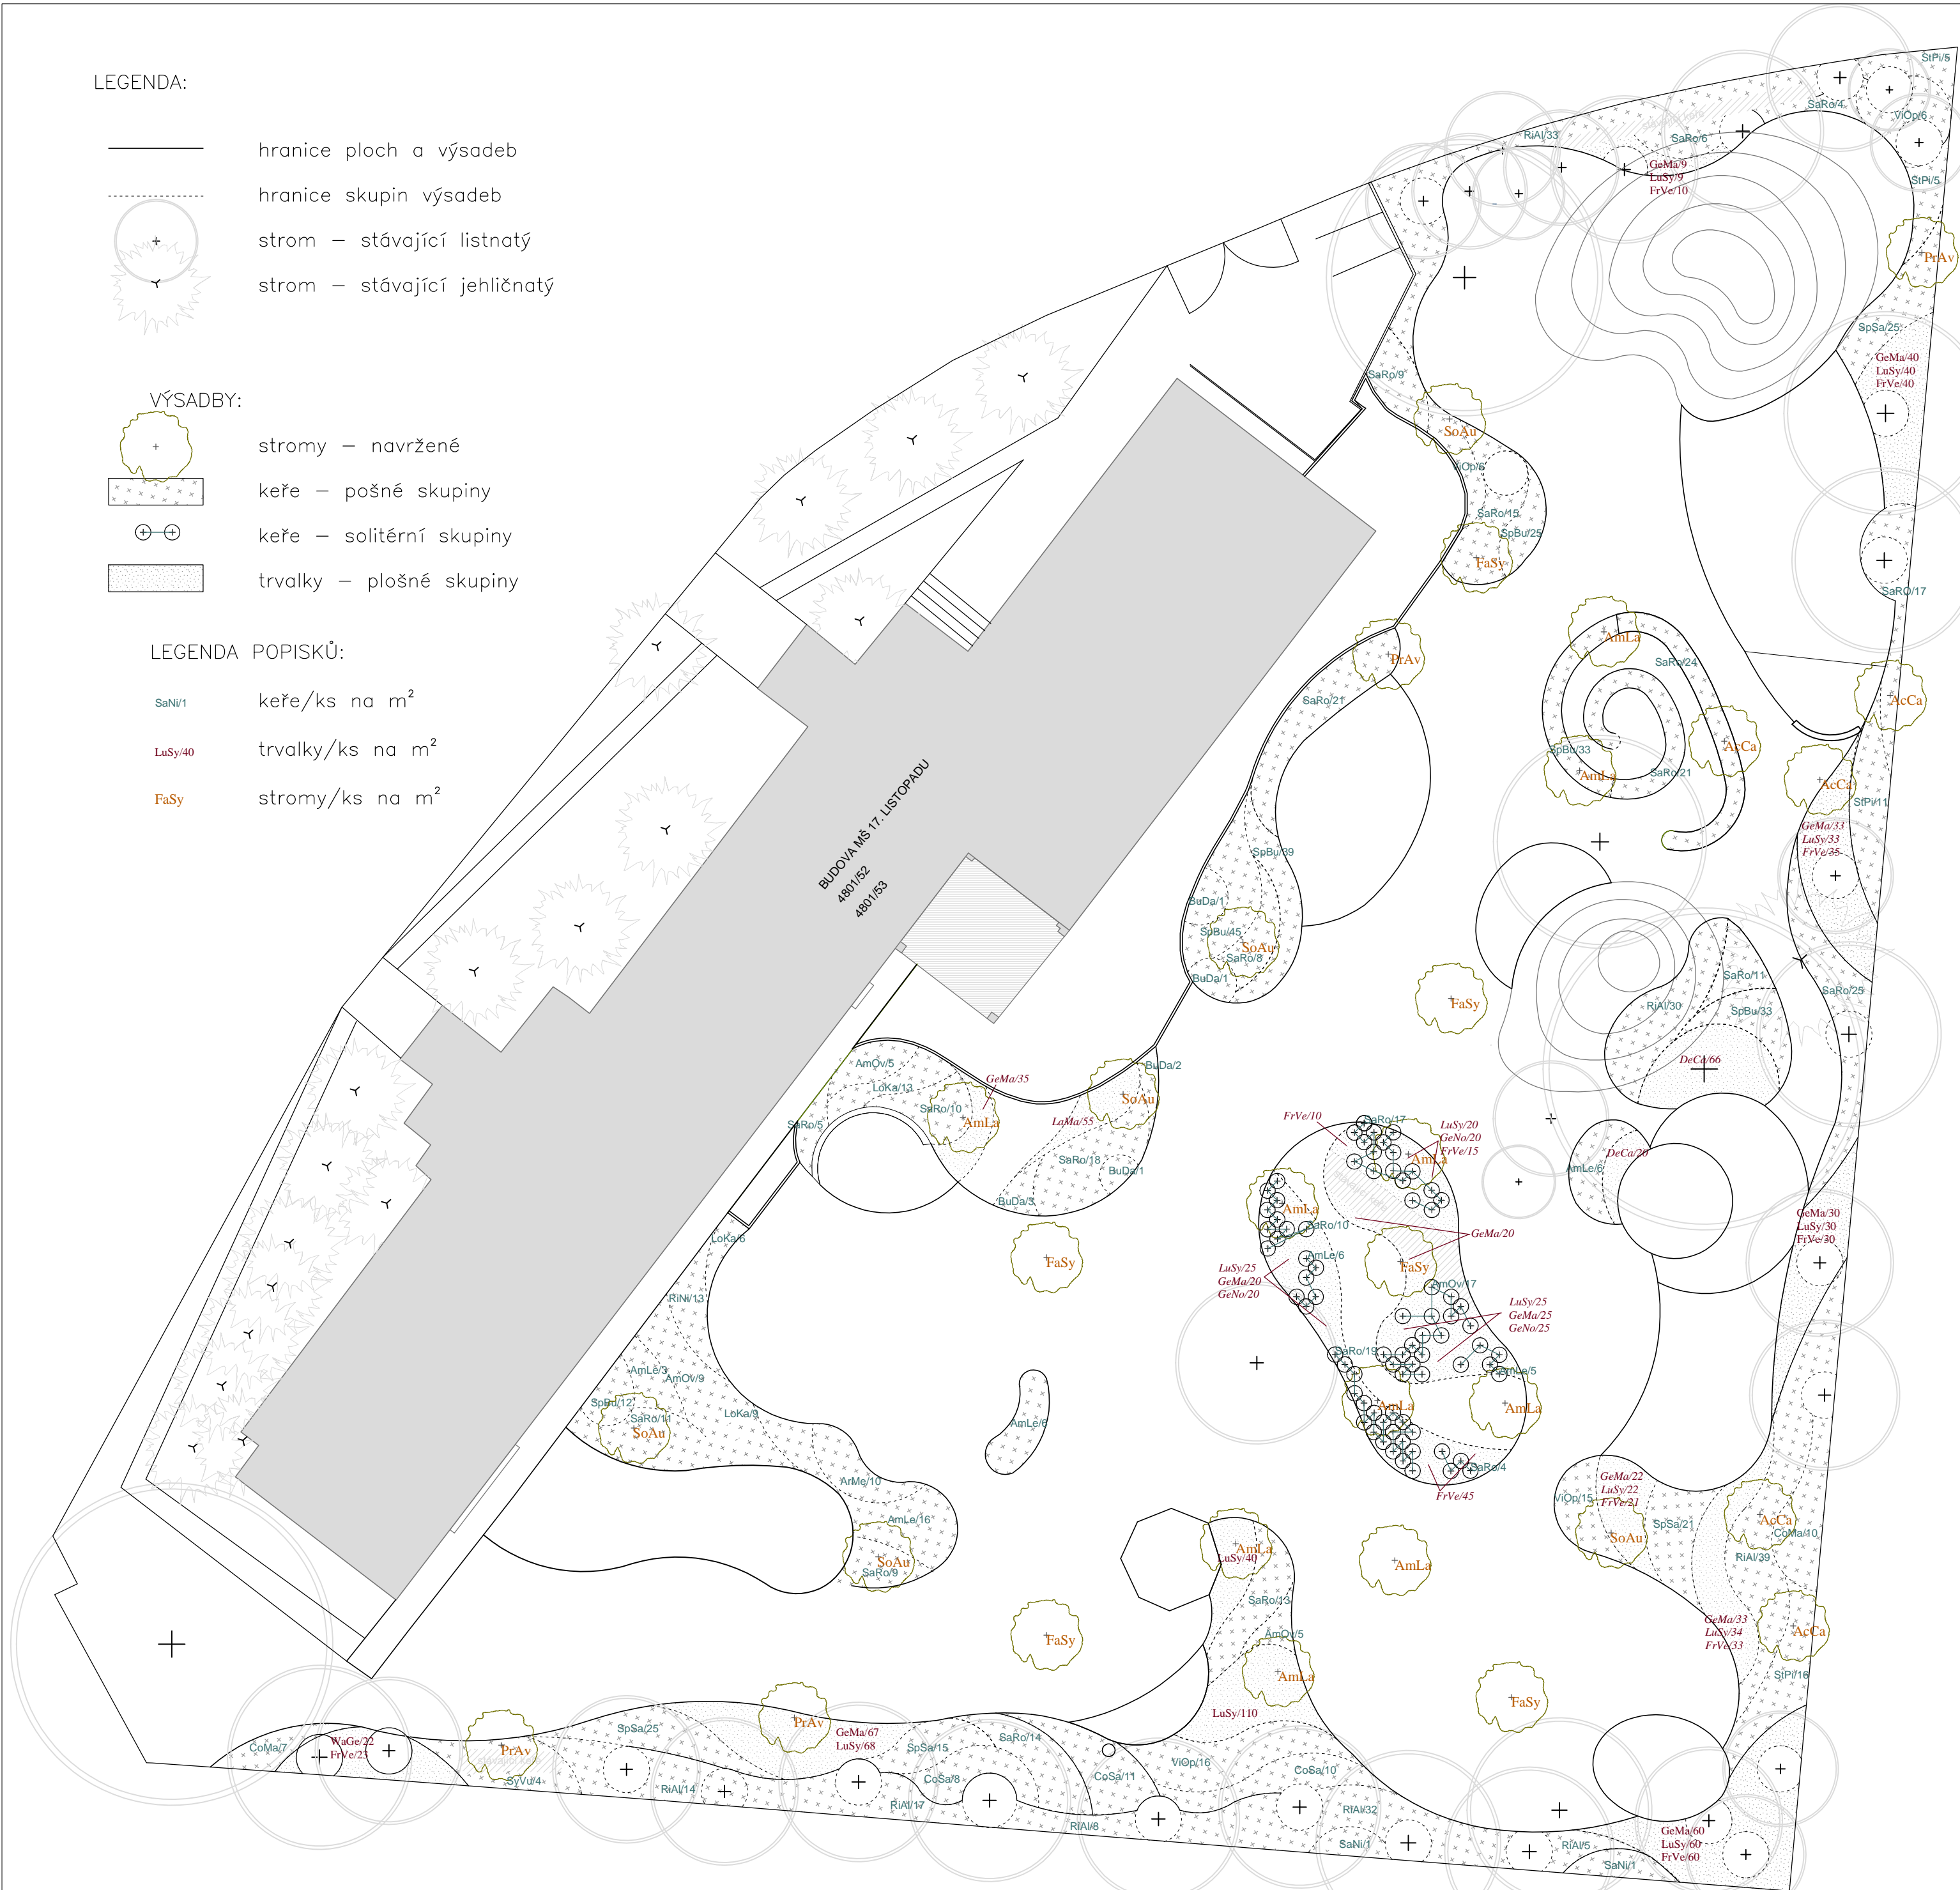 LEGENDA:
hranice ploch a výsadeb
hranice skupin výsadeb
strom – stávající listnatý
strom – stávající jehličnatý
VÝSADBY:
stromy – navržené
keře – pošné skupiny
keře – solitérní skupiny
trvalky – plošné skupiny
LEGENDA POPISKŮ:
SaNi/1 keře/ks na m²
LuSy/40 trvalky/ks na m²
FaSy stromy/ks na m²
BUDOVA MŠ 17. LISTOPADU
4801/52
4801/53
StPi/5
SaRo/4
ViOp/6
RiAl/33
SaRo/6
GeMa/9
LuSy/9
FrVe/10
StPi/5
PrAv
SpSa/25
GeMa/40
LuSy/40
FrVe/40
SaRo/9
SoAu
ViOp/6
SaRo/15
SpBu/25
FaSy
SaRO/17
AmLa
SaRo/24
PrAv
SaRo/21
AcCa
AcCa
SpBu/33
AmLa
SaRo/21
AcCa
StPi/11
GeMa/33
LuSy/33
FrVe/35
SpBu/39
BuDa/1
SpBu/45
SoAu
SaRo/8
BuDa/1
FaSy
SaRo/11
SaRo/25
RiAl/30
SpBu/33
DeCa/66
AmOv/5
LoKa/13
GeMa/35
SaRo/10
AmLa
SaRo/5
BuDa/2
SoAu
LaMa/55
SaRo/18
BuDa/1
BuDa/3
FrVe/10
SaRo/17
LuSy/20
GeNo/20
FrVe/15
AmLa
DeCa/20
AmLe/6
AmLa
SaRo/10
GeMa/20
AmLe/6
FaSy
LuSy/25
GeMa/20
GeNo/20
AmOv/17
LuSy/25
GeMa/25
GeNo/25
SaRo/19
AmLe/5
AmLa
AmLa
SaRo/4
FrVe/45
GeMa/30
LuSy/30
FrVe/30
LoKa/6
FaSy
RiNi/13
AmLe/3
AmOv/9
SpBu/12
SaRo/11
SoAu
LoKa/9
AmLe/6
ArMe/10
AmLe/16
SoAu
SaRo/9
GeMa/22
LuSy/22
FrVe/21
ViOp/15
SpSa/21
SoAu
AcCa
CoMa/10
RiAl/39
AmLa
LuSy/40
AmLa
SaRo/13
AmOv/5
AmLa
FaSy
GeMa/33
LuSy/34
FrVe/33
AcCa
StPi/16
FaSy
LuSy/110
CoMa/7
WaGe/22
FrVe/23
PrAv
SyVu/4
SpSa/25
PrAv
GeMa/67
LuSy/68
SpSa/15
SaRo/14
RiAl/14
CoSa/8
RiAl/17
CoSa/11
RiAl/8
ViOp/16
CoSa/10
RiAl/32
SaNi/1
RiAl/5
SaNi/1
GeMa/60
LuSy/60
FrVe/60